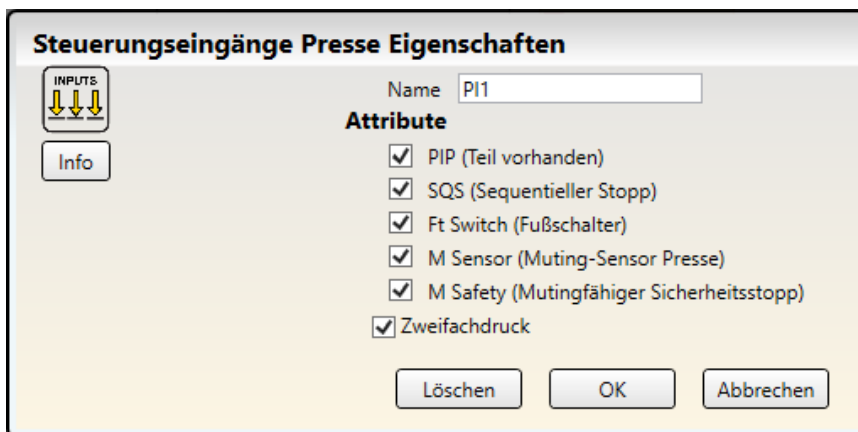 Steuerungseingänge Presse Eigenschaften
INPUTS
Name PI1
Attribute
Info
PIP (Teil vorhanden)
SQS (Sequentieller Stopp)
Ft Switch (Fußschalter)
M Sensor (Muting-Sensor Presse)
M Safety (Mutingfähiger Sicherheitsstopp)
Zweifachdruck
Löschen OK Abbrechen